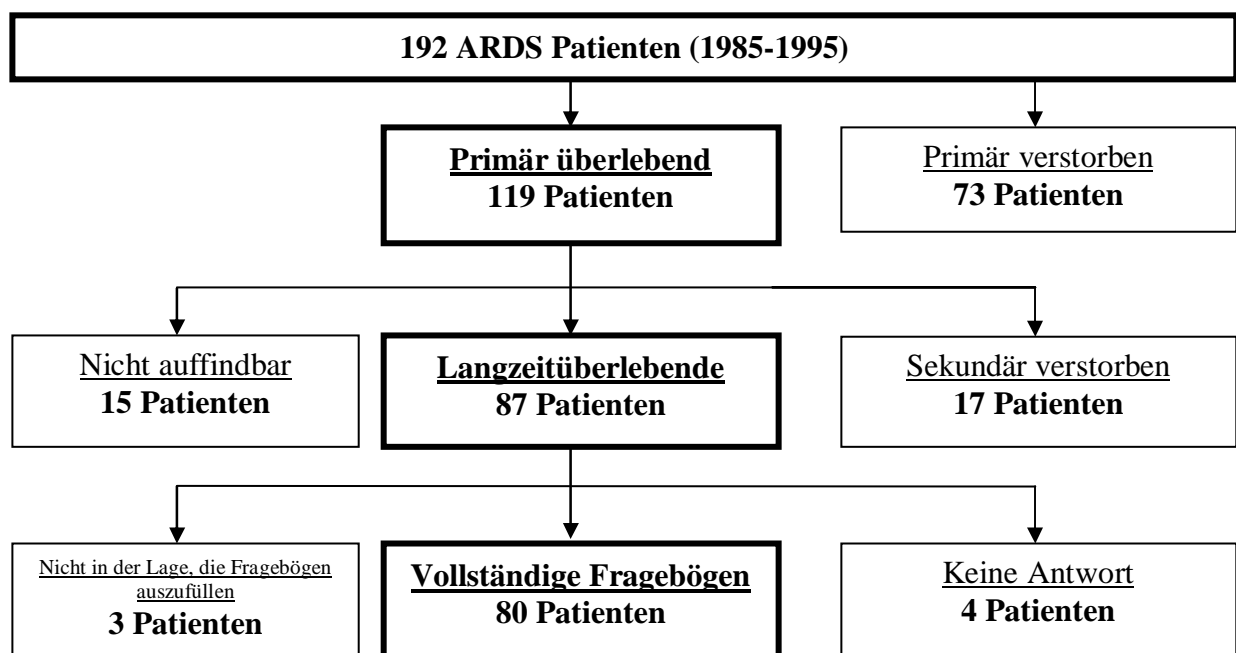 192 ARDS Patienten (1985-1995)
Primär überlebend
119 Patienten
Primär verstorben
73 Patienten
Nicht auffindbar
15 Patienten
Langzeitüberlebende
87 Patienten
Sekundär verstorben
17 Patienten
Nicht in der Lage, die Fragebögen
auszufüllen
3 Patienten
Vollständige Fragebögen
80 Patienten
Keine Antwort
4 Patienten